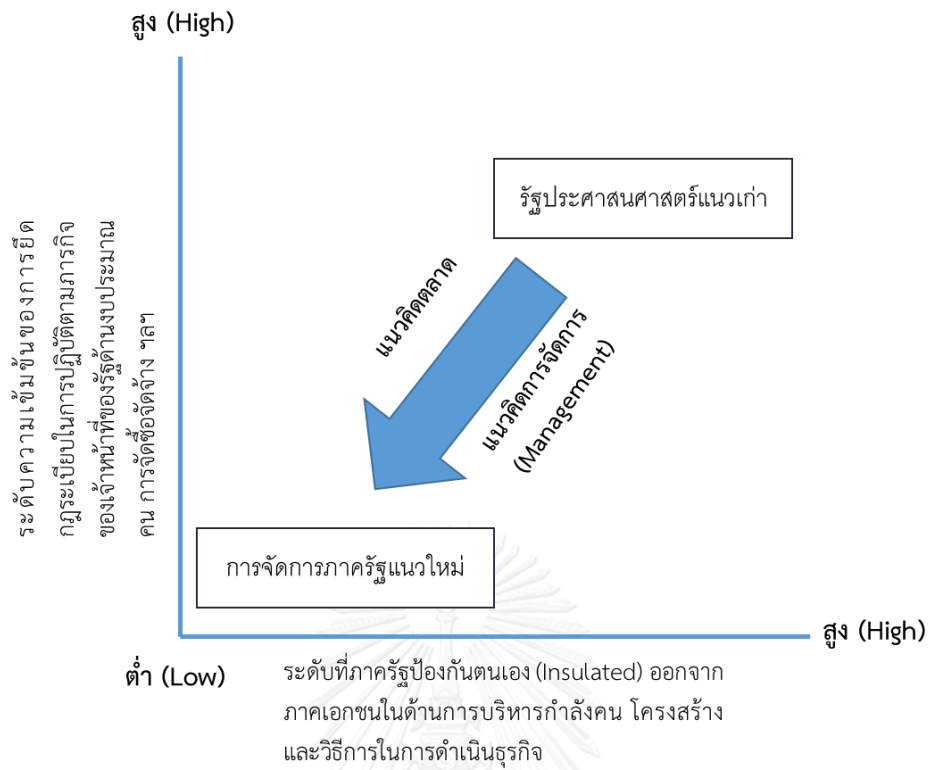 สูง (High)
ระดับความเข้มข้นของการยึด
กฎระเบียบในการปฏิบัติตามภารกิจ
ของเจ้าหน้าที่ของรัฐด้านงบประมาณ
คน การจัดซื้อจัดจ้าง ฯลฯ
รัฐประศาสนศาสตร์แนวเก่า
แนวคิดตลาด
แนวคิดการจัดการ
(Management)
การจัดการภาครัฐแนวใหม่
สูง (High)
ต่ำ (Low)
ระดับที่ภาครัฐป้องกันตนเอง (Insulated) ออกจาก
ภาคเอกชนในด้านการบริหารกำลังคน โครงสร้าง
และวิธีการในการดำเนินธุรกิจ